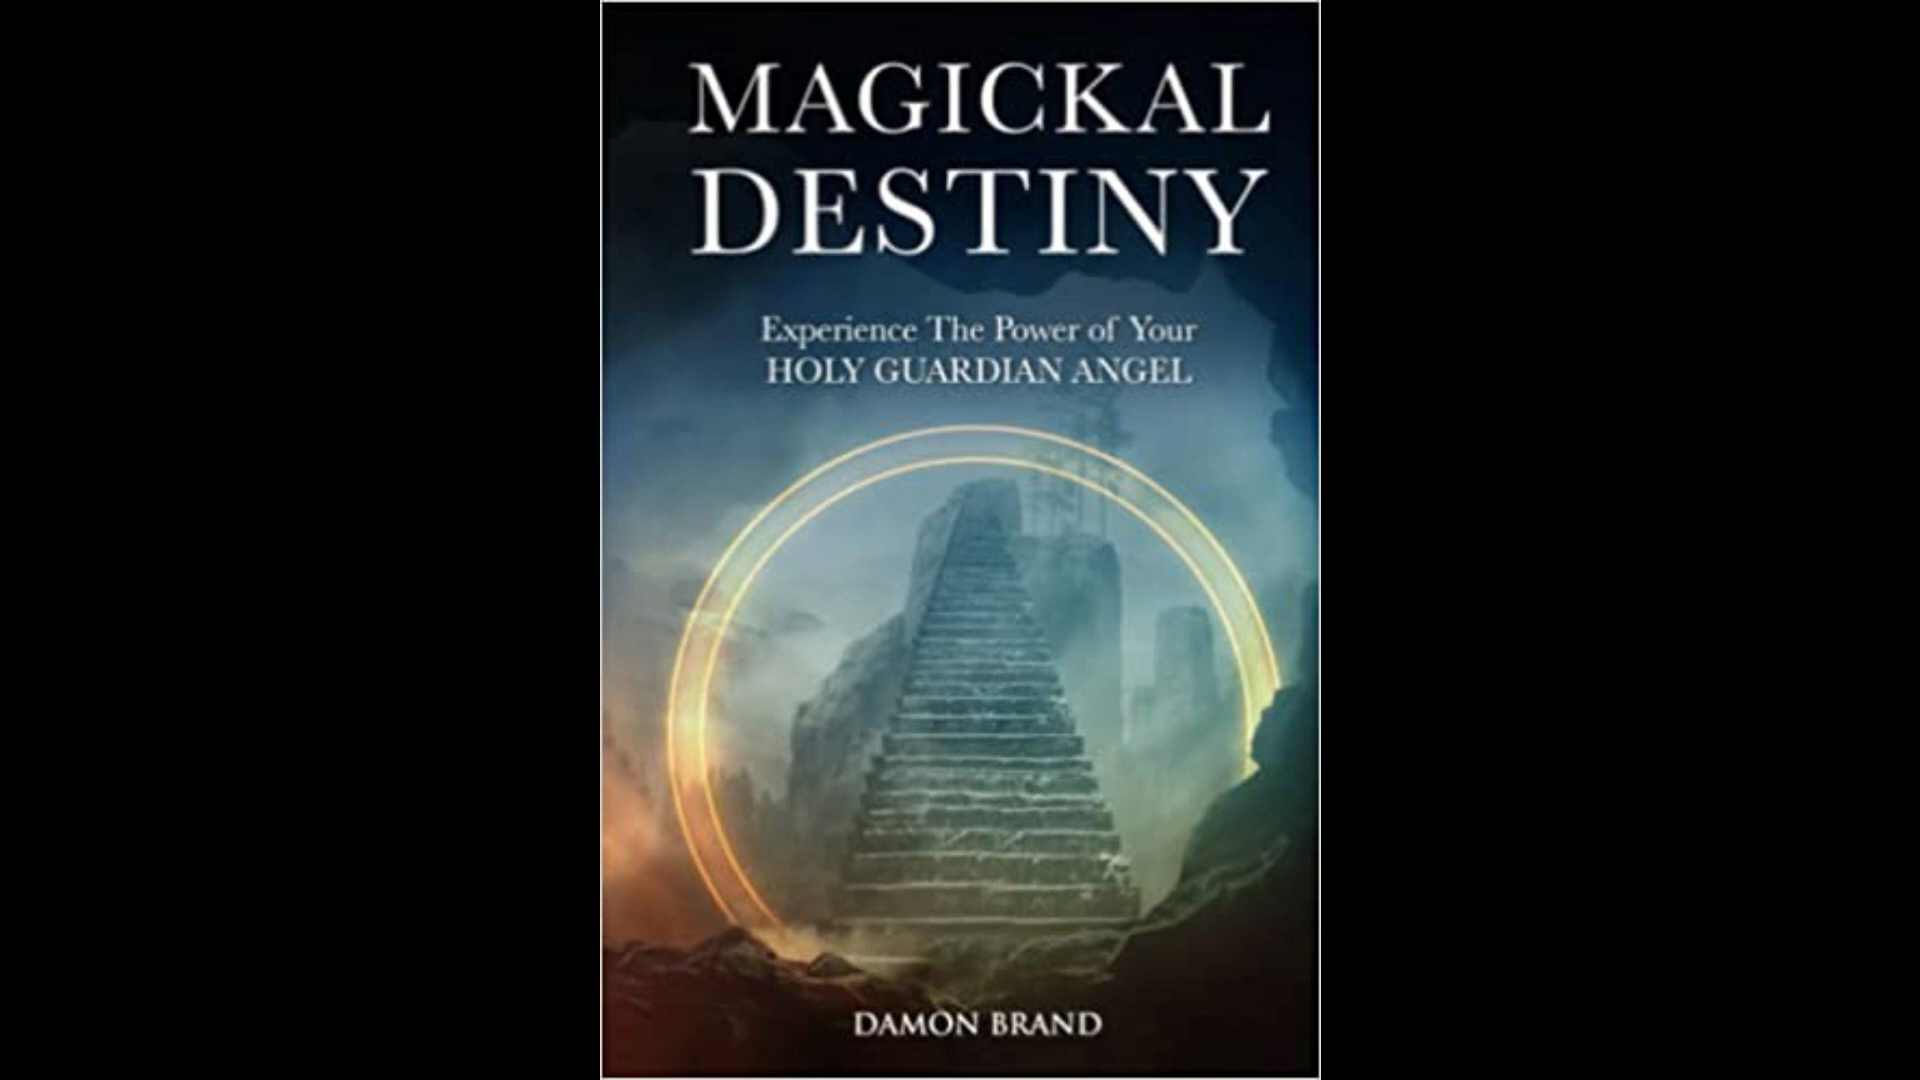 MAGICKAL
DESTINY
Experience The Power of Your
HOLY GUARDIAN ANGEL
DAMON BRAND